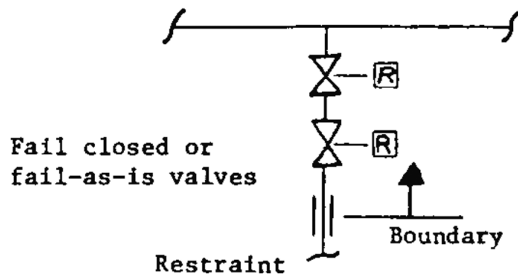 R
R
Fail closed or
fail-as-is valves
Boundary
Restraint